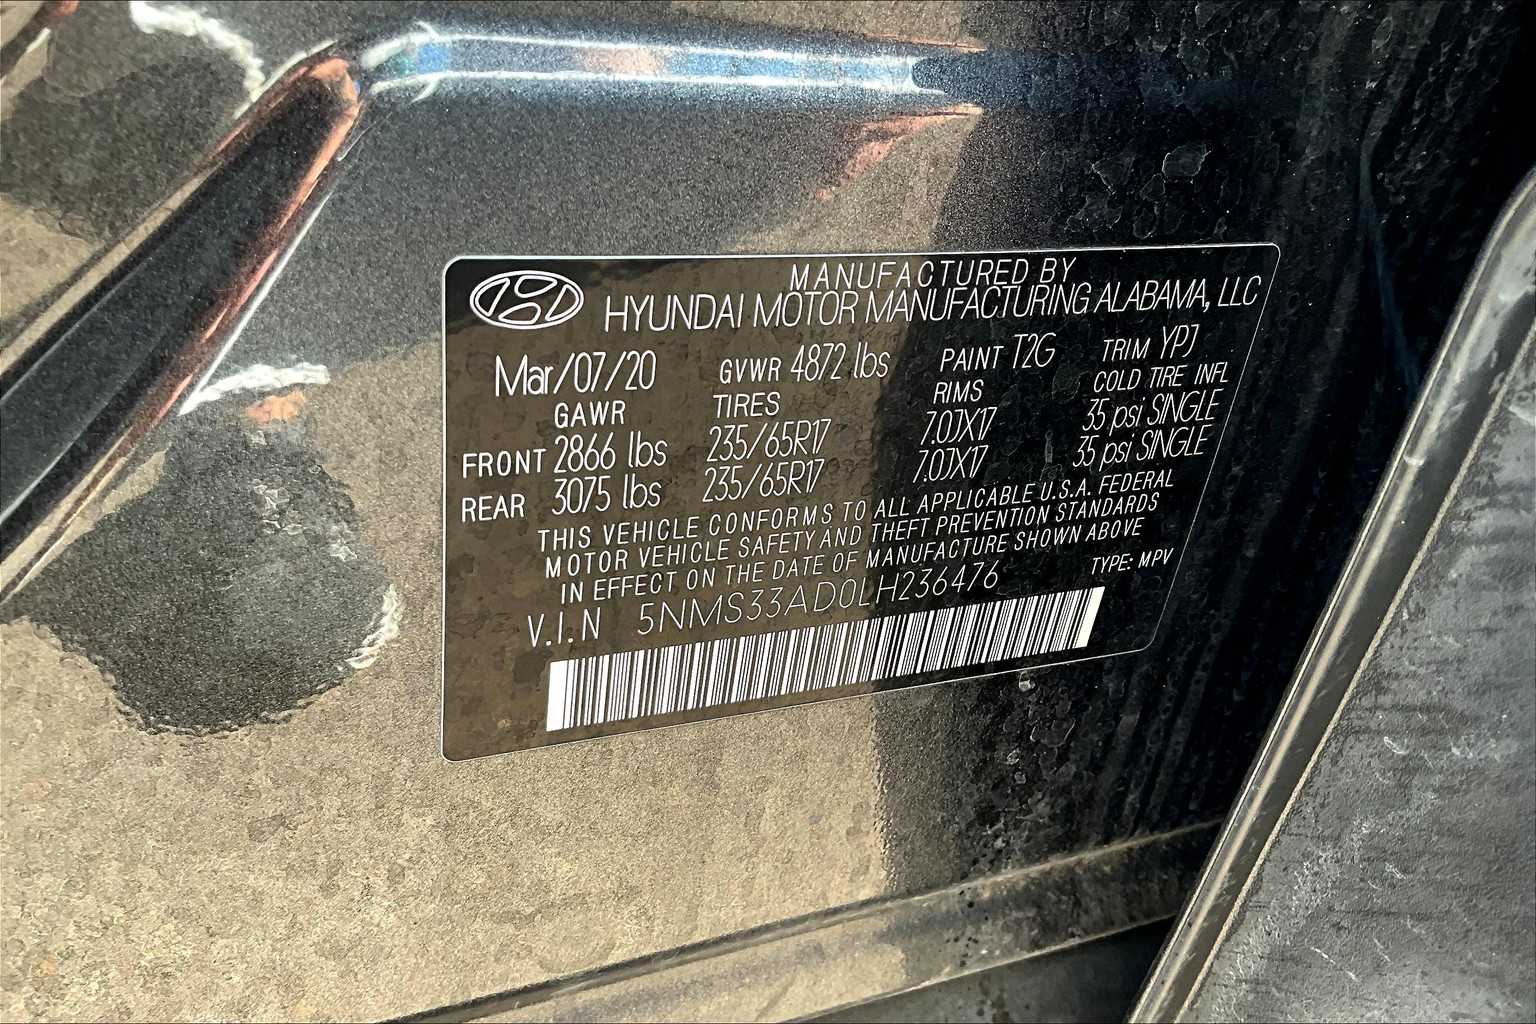 MANUFACTURED BY
HYUNDAI MOTOR MANUFACTURING ALABAMA, LLC
Mar/07/20 GVWR 4872 lbs PAINT T2G TRIM YPJ
GAWR TIRES RIMS COLD TIRE INFL
FRONT 2866 lbs 235/65R17 7.0JX17 35 psi SINGLE
REAR 3075 lbs 235/65R17 7.0JX17 35 psi SINGLE
THIS VEHICLE CONFORMS TO ALL APPLICABLE U.S.A. FEDERAL
MOTOR VEHICLE SAFETY AND THEFT PREVENTION STANDARDS
IN EFFECT ON THE DATE OF MANUFACTURE SHOWN ABOVE
V.I.N 5NMS33AD0LH236476 TYPE: MPV